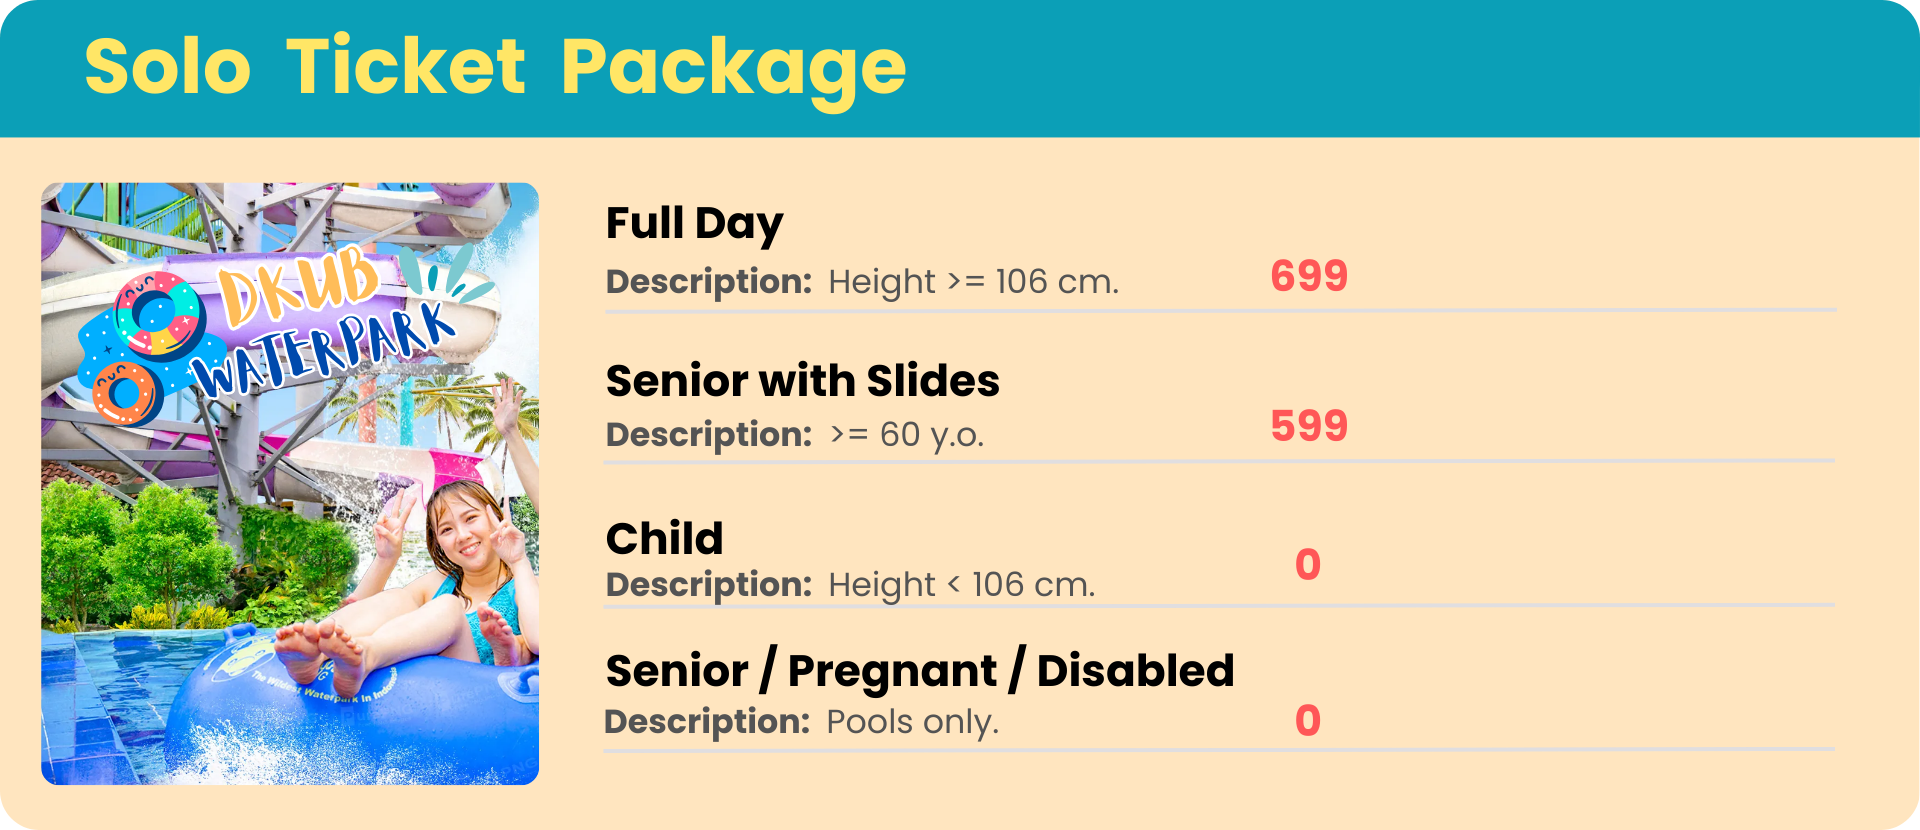 Solo Ticket Package
DKUB
WATERPARK
The Wildest Waterpark In
Full Day
Description: Height >= 106 cm.
699
Senior with Slides
Description: >= 60 y.o.
599
Child
Description: Height < 106 cm.
0
Senior / Pregnant / Disabled
Description: Pools only.
0